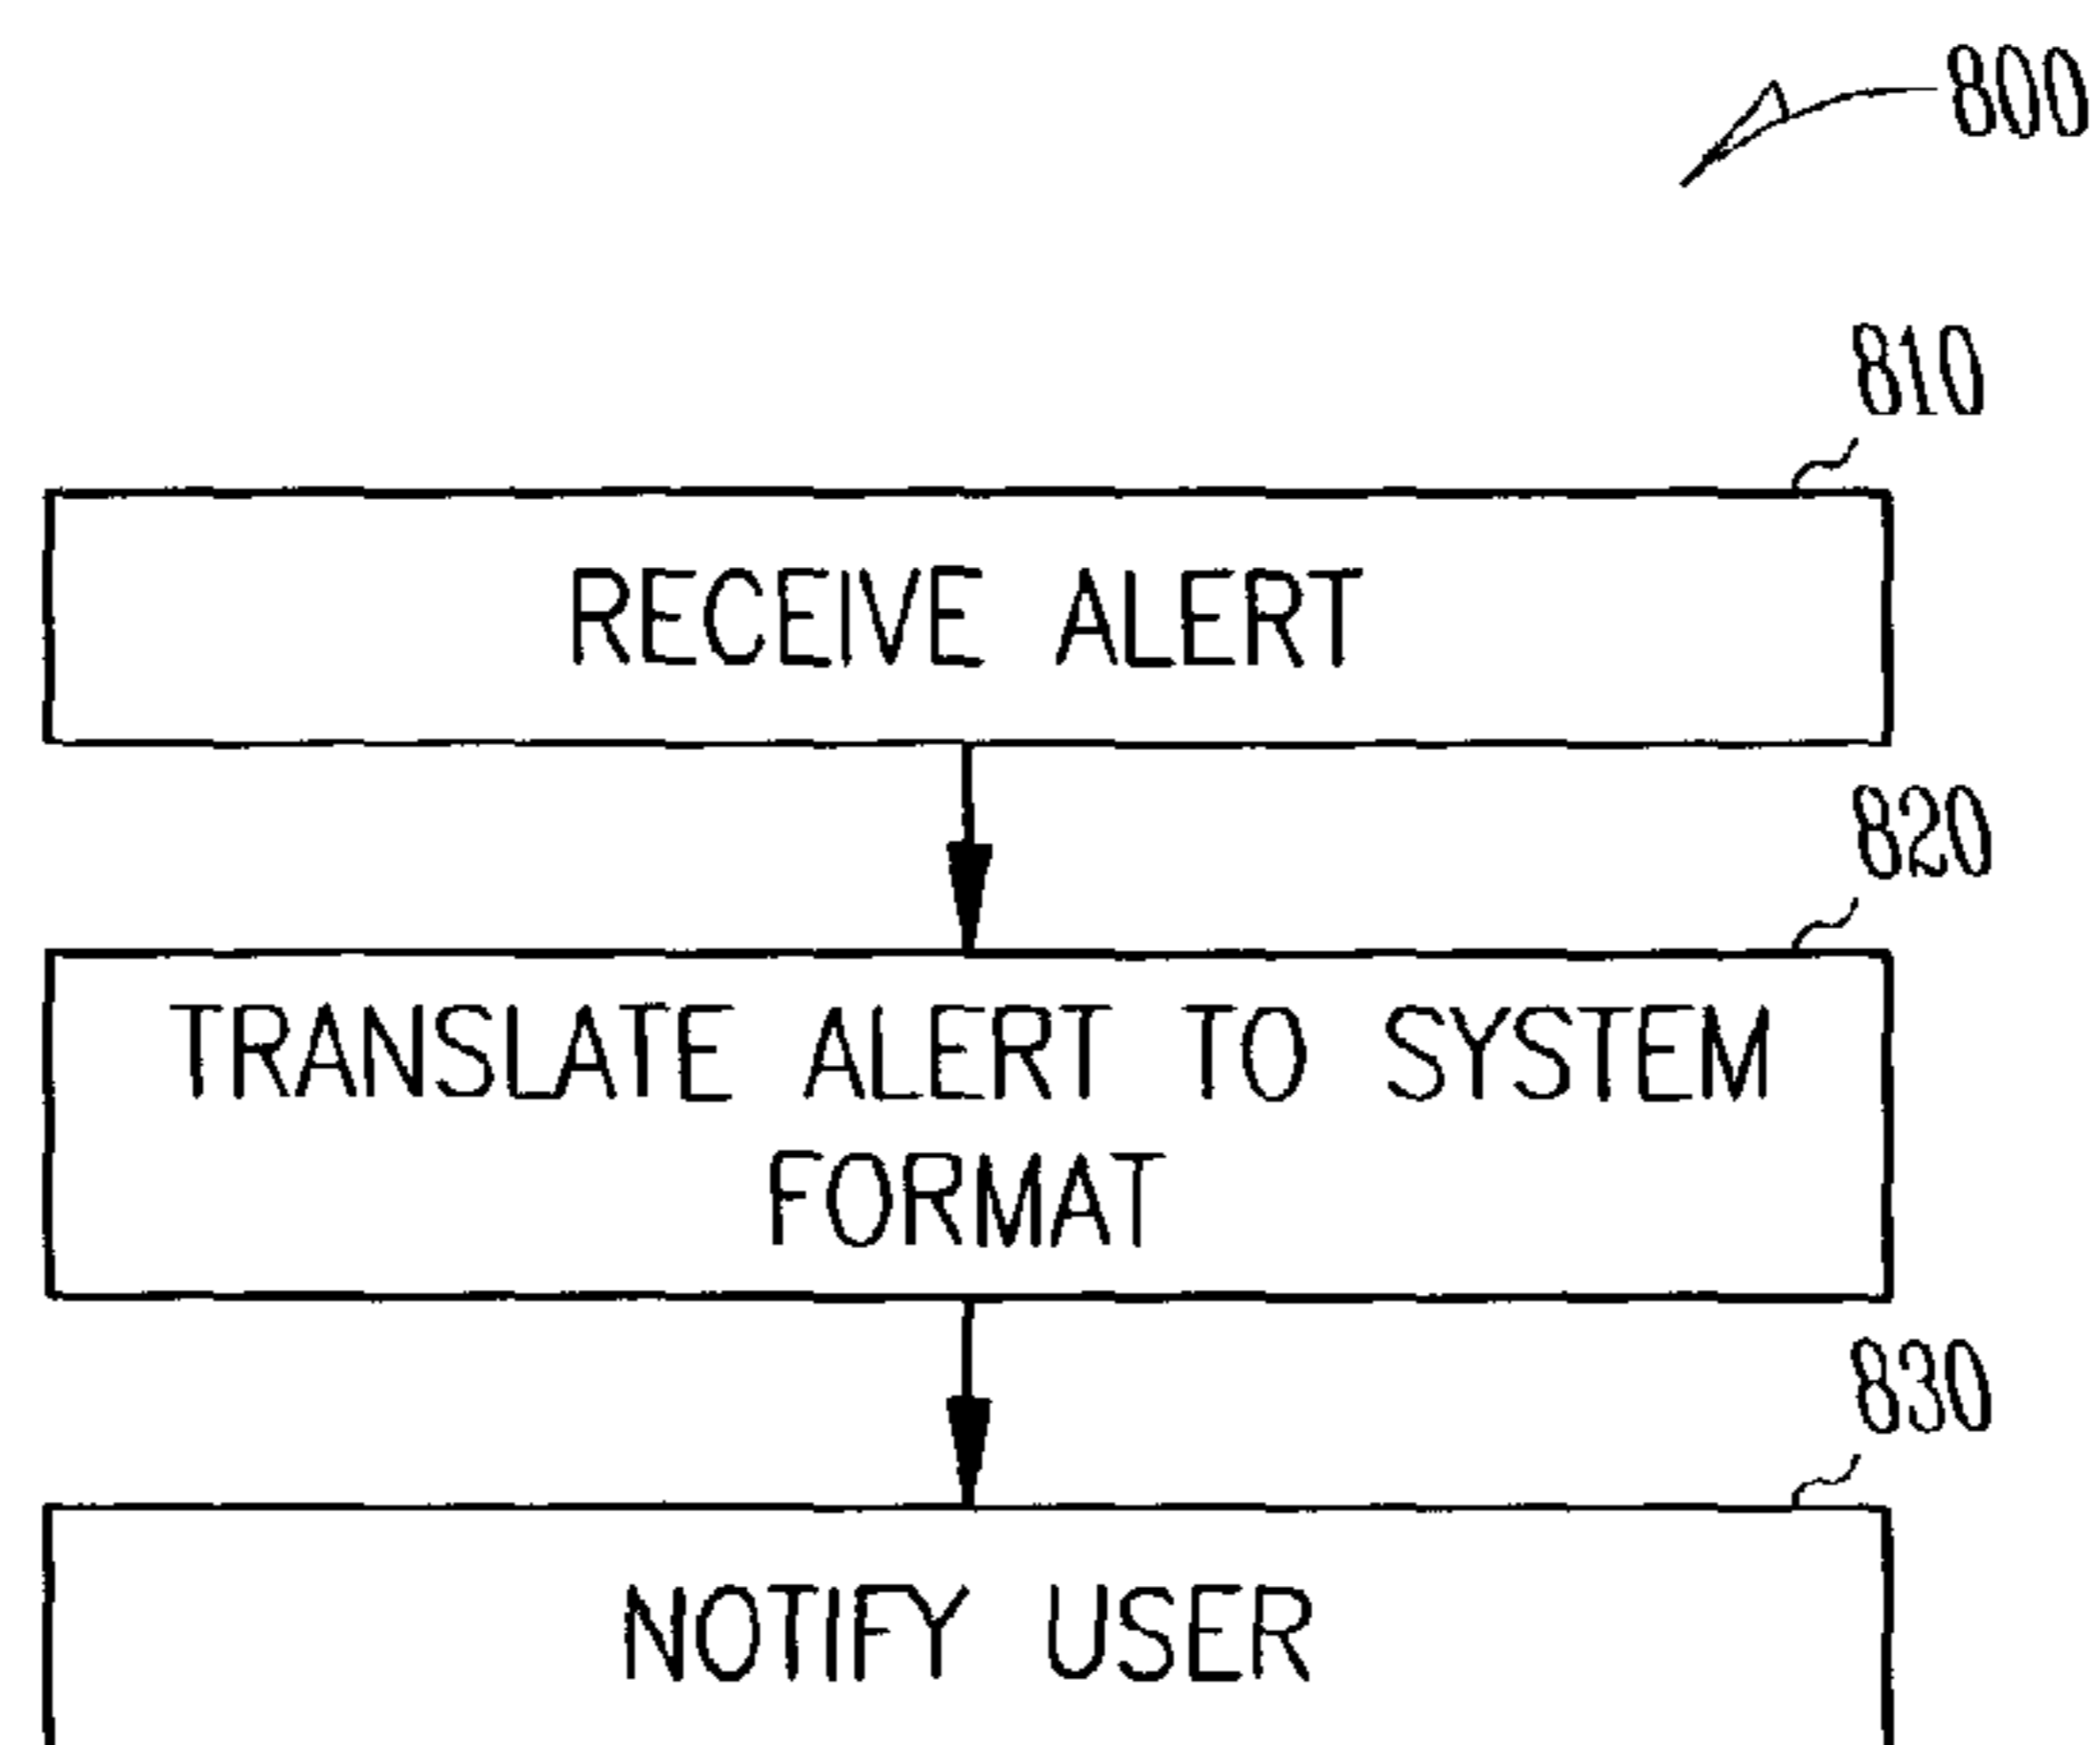 800
810
RECEIVE ALERT
820
TRANSLATE ALERT TO SYSTEM
FORMAT
830
NOTIFY USER